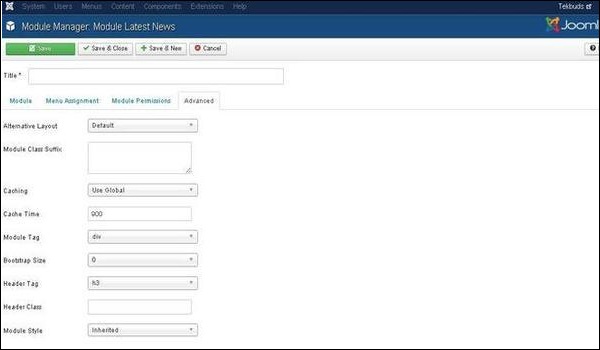 System Users Menus Content Components Extensions Help Tekbuds
Module Manager: Module Latest News Jooml
Save Save & Close Save & New Cancel
Title *
Module Menu Assignment Module Permissions Advanced
Alternative Layout Default
Module Class Suffix
Caching Use Global
Cache Time 900
Module Tag div
Bootstrap Size 0
Header Tag h3
Header Class
Module Style Inherited